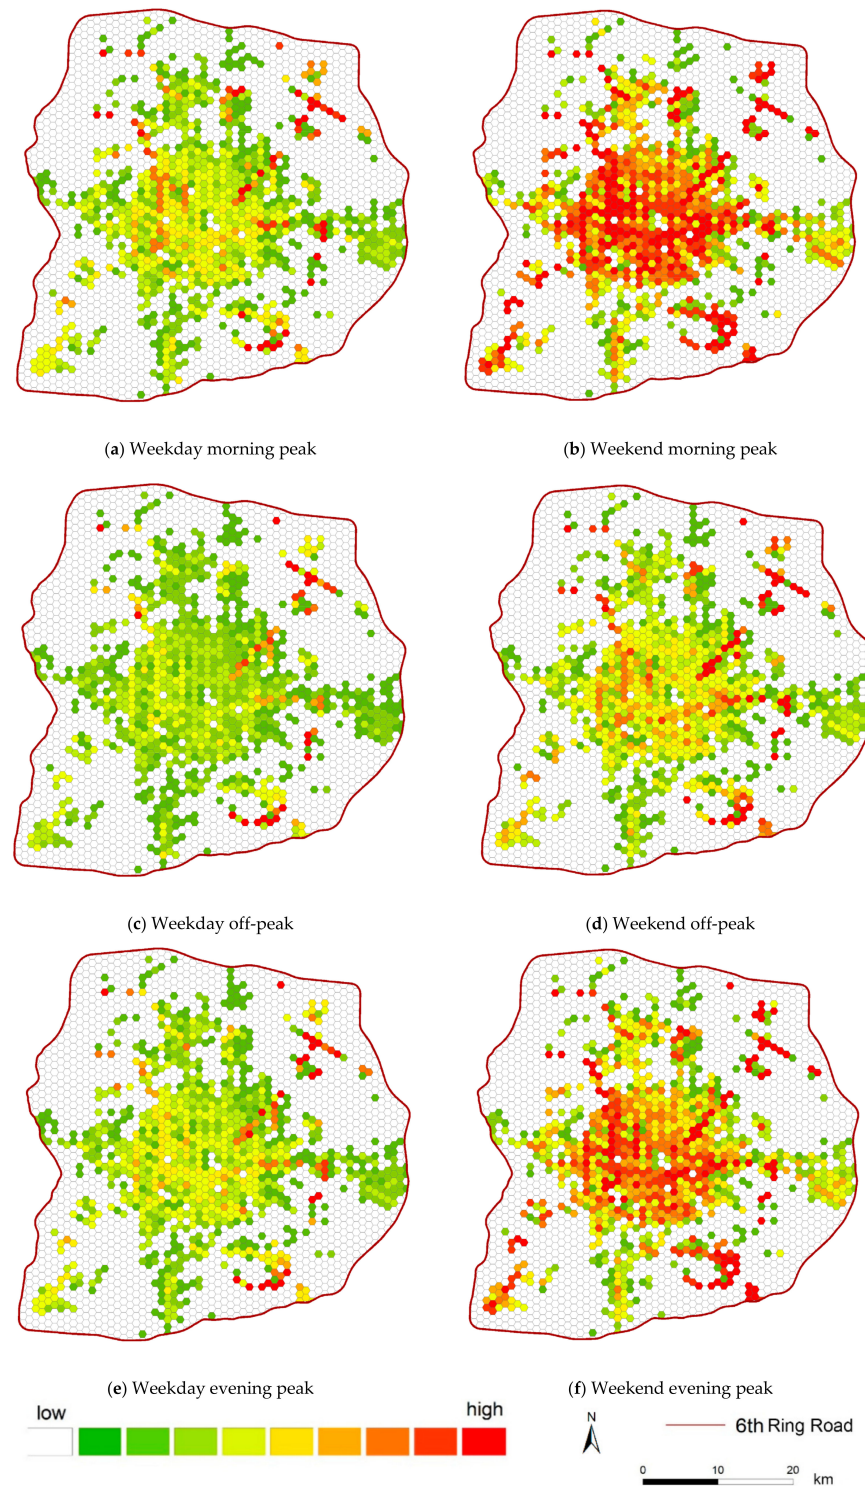 (a) Weekday morning peak
(b) Weekend morning peak
(c) Weekday off-peak
(d) Weekend off-peak
(e) Weekday evening peak
(f) Weekend evening peak
low
high
N
6th Ring Road
0 10 20
km